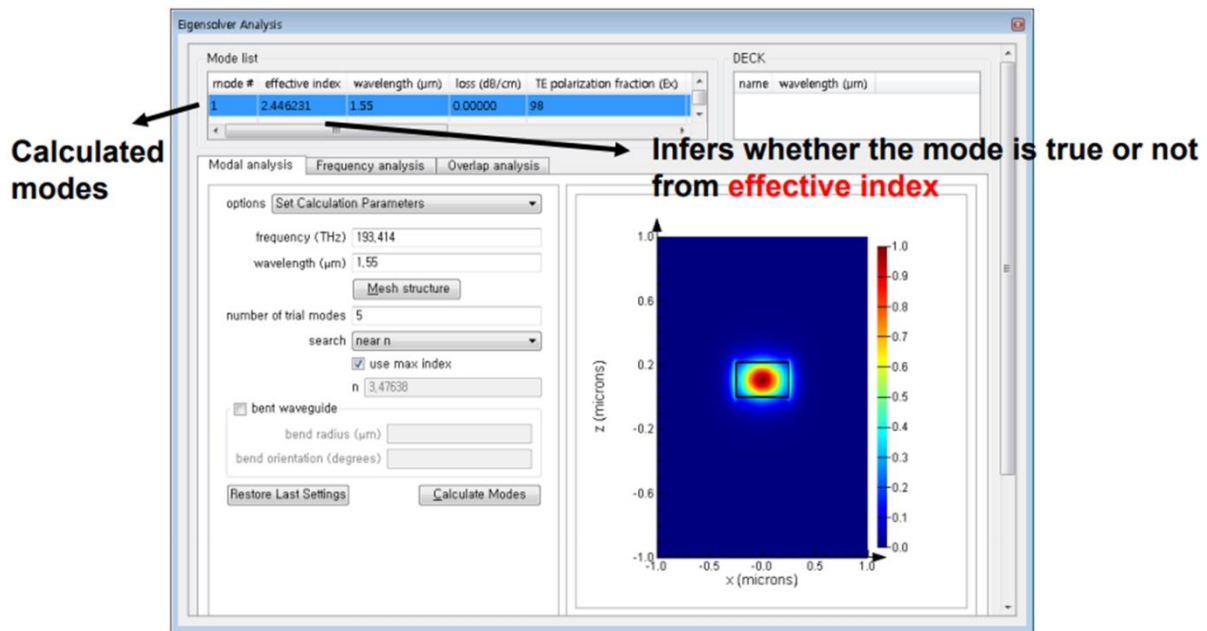 Eigensolver Analysis
Mode list
mode # effective index wavelength (μm) loss (dB/cm) TE polarization fraction (Ex)
1 2.446231 1.55 0.00000 98
DECK
name wavelength (μm)
Calculated
modes
Infers whether the mode is true or not
from effective index
Modal analysis Frequency analysis Overlap analysis
options Set Calculation Parameters
frequency (THz) 193,414
wavelength (μm) 1,55
Mesh structure
number of trial modes 5
search near n
use max index
n 3,47638
bent waveguide
bend radius (μm)
bend orientation (degrees)
Restore Last Settings Calculate Modes
z (microns)
1.0
0.6
0.2
-0.2
-0.6
-1.0
-1.0 -0.5 -0.0 0.5 1.0
x (microns)
1.0
0.9
0.8
0.7
0.6
0.5
0.4
0.3
0.2
0.1
0.0